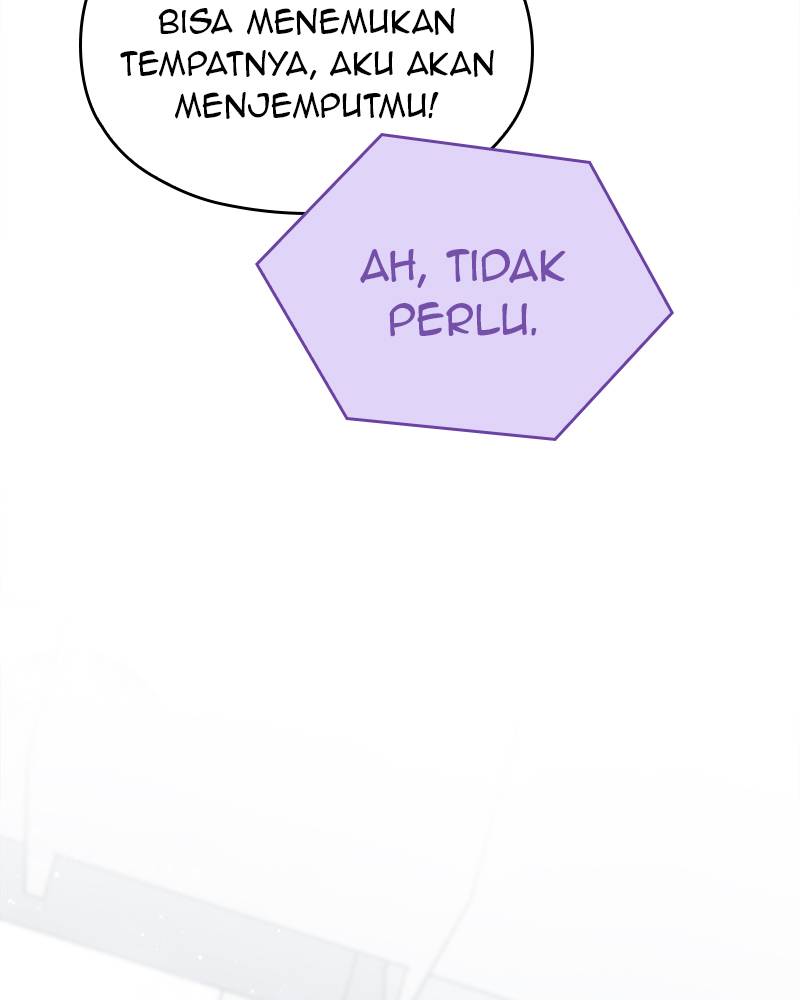 BISA MENEMUKAN
TEMPATNYA, AKU AKAN
MENJEMPUTMU!
AH, TIDAK
PERLU.